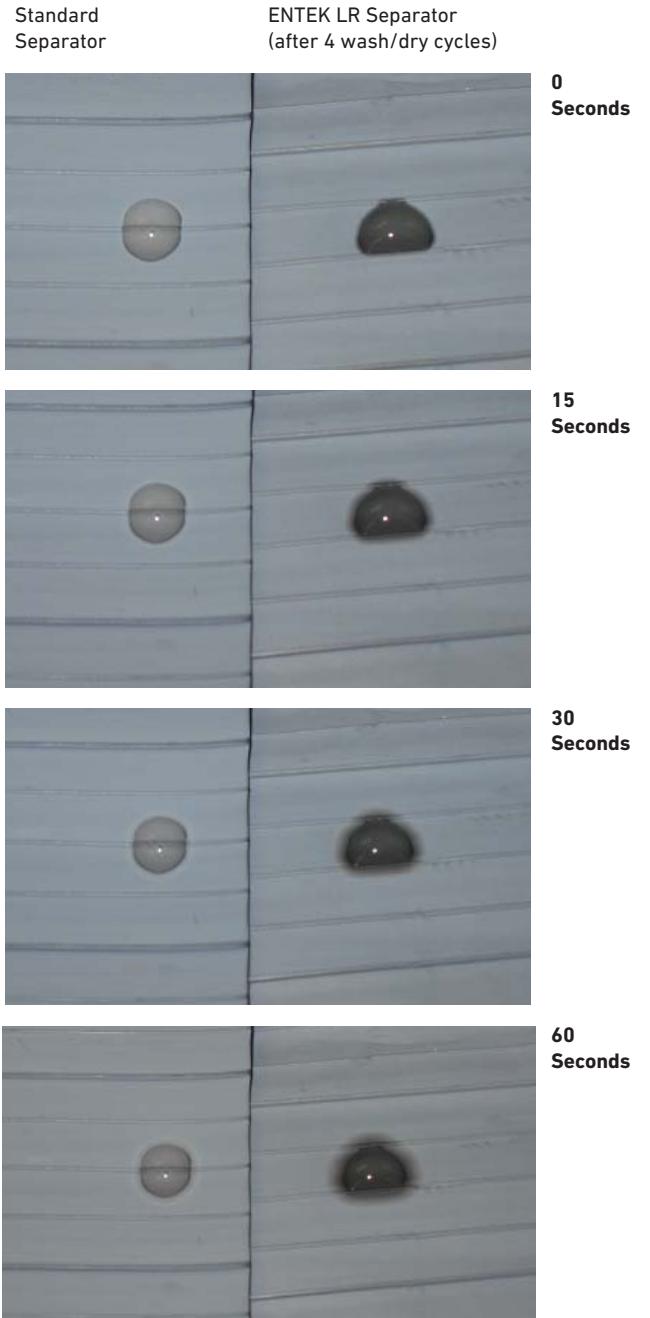 Standard
Separator
ENTEK LR Separator
(after 4 wash/dry cycles)
0
Seconds
15
Seconds
30
Seconds
60
Seconds